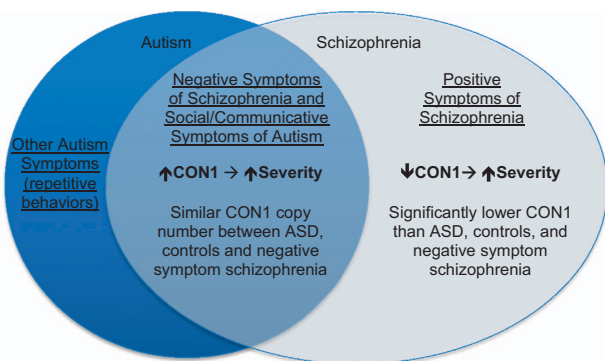 Autism
Schizophrenia
Other Autism
Symptoms
(repetitive
behaviors)
Negative Symptoms
of Schizophrenia and
Social/Communicative
Symptoms of Autism
↑CON1 → ↑Severity
Similar CON1 copy
number between ASD,
controls and negative
symptom schizophrenia
Positive
Symptoms of
Schizophrenia
↓CON1→ ↑Severity
Significantly lower CON1
than ASD, controls, and
negative symptom
schizophrenia